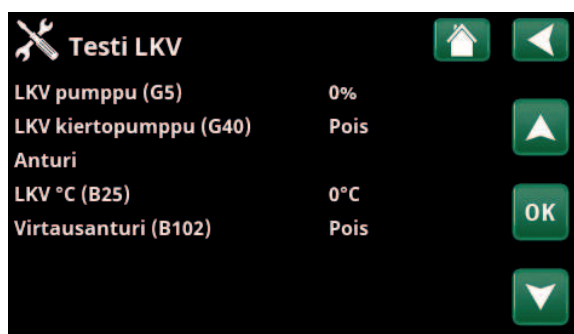 Testi LKV
LKV pumppu (G5) 0%
LKV kiertopumppu (G40) Pois
Anturi
LKV °C (B25) 0°C
OK
Virtausanturi (B102) Pois